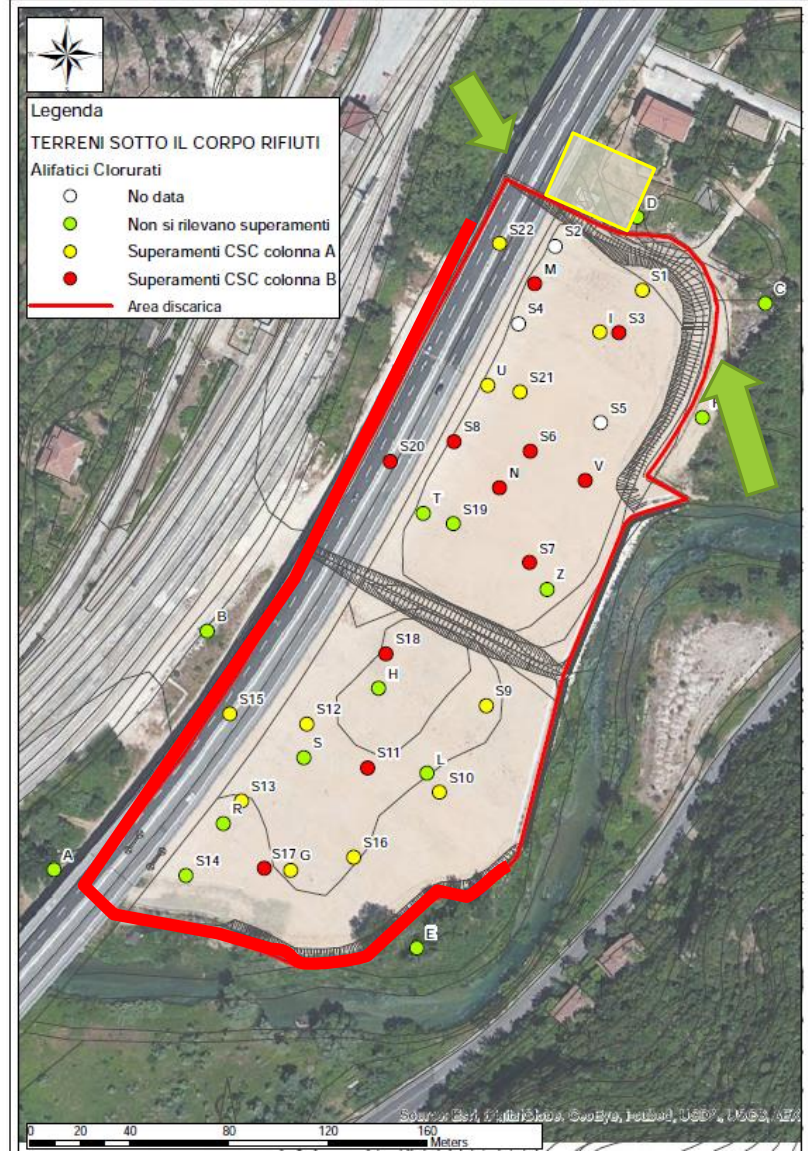 Legenda
TERRENI SOTTO IL CORPO RIFIUTI
Alifatici Clorurati
No data
Non si rilevano superamenti
Superamenti CSC colonna A
Superamenti CSC colonna B
Area discarica
D
S22
S2
M
S1
C
S4
I
S3
U
S21
S5
S8
S6
S20
N
V
T
S19
S7
Z
B
S18
H
S9
S15
S12
S
S11
L
S10
S13
R
A
S14
S17
G
S16
E
0 20 40 80 120 160
Meters